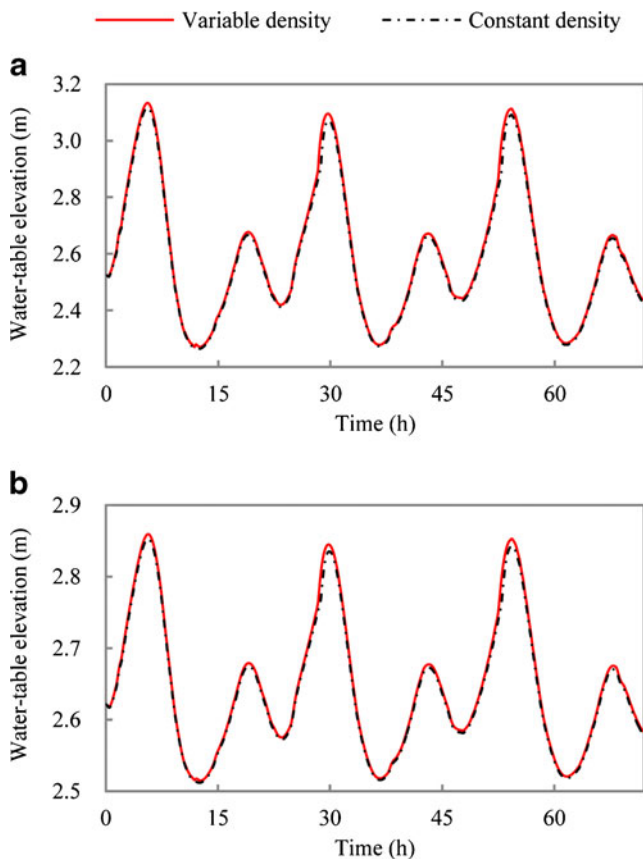 Variable density Constant density
a
Water-table elevation (m)
3.2
3.0
2.8
2.6
2.4
2.2
0 15 30 45 60
Time (h)
b
Water-table elevation (m)
2.9
2.8
2.7
2.6
2.5
0 15 30 45 60
Time (h)